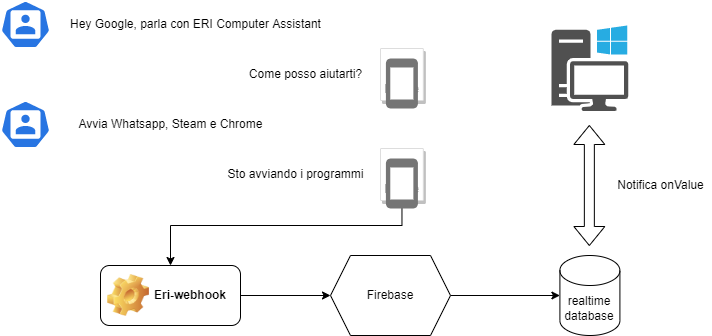 Hey Google, parla con ERI Computer Assistant
Come posso aiutarti?
Avvia Whatsapp, Steam e Chrome
Sto avviando i programmi
Notifica onValue
Eri-webhook
Firebase
realtime
database